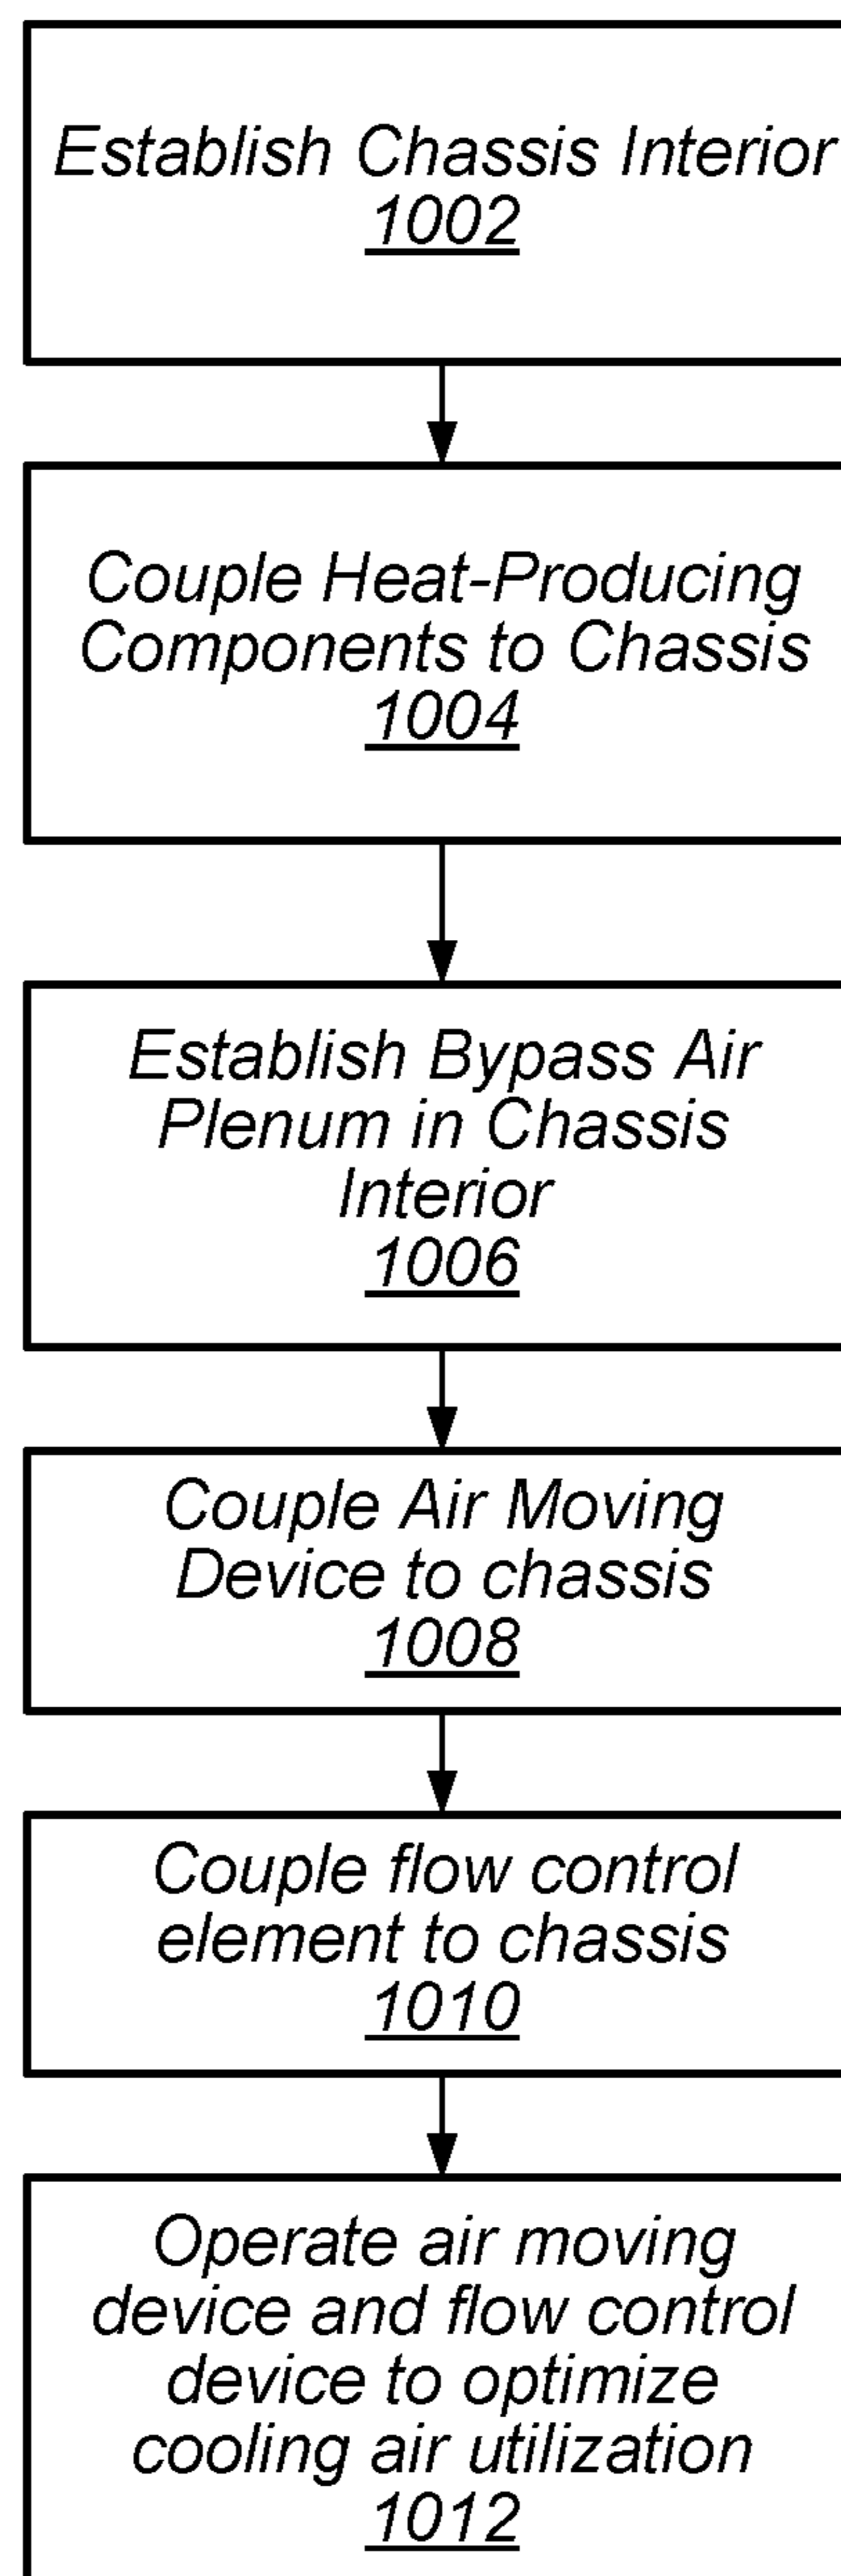 Establish Chassis Interior
1002
Couple Heat-Producing
Components to Chassis
1004
Establish Bypass Air
Plenum in Chassis
Interior
1006
Couple Air Moving
Device to chassis
1008
Couple flow control
element to chassis
1010
Operate air moving
device and flow control
device to optimize
cooling air utilization
1012